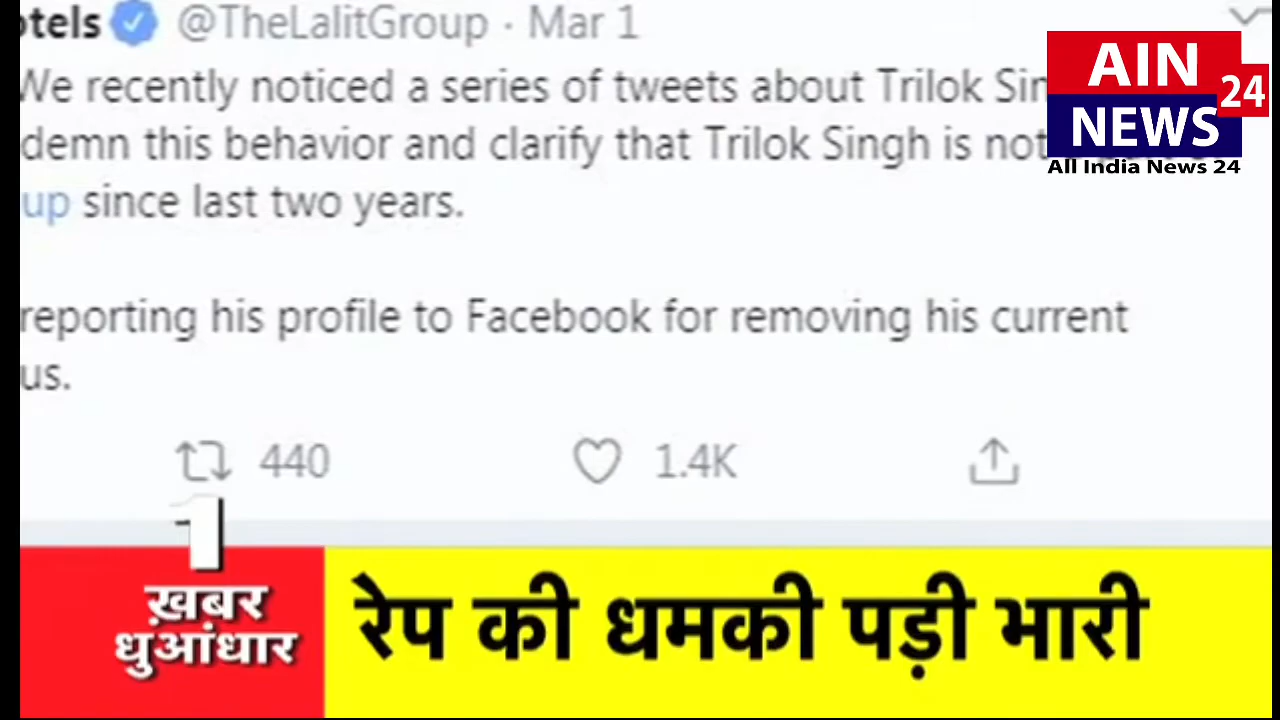 otels @TheLalitGroup · Mar 1
We recently noticed a series of tweets about Trilok Sin
demn this behavior and clarify that Trilok Singh is not
up since last two years.
reporting his profile to Facebook for removing his current
us.
440 1.4K
AIN
NEWS
24
All India News 24
1
ख़बर
धुआंधार
रेप की धमकी पड़ी भारी